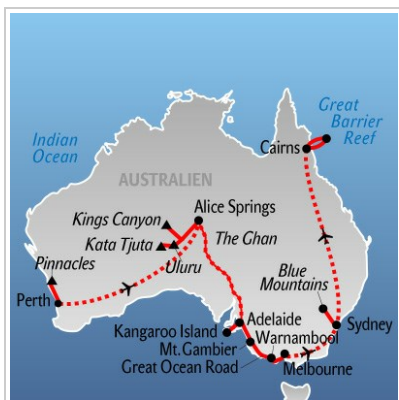 Great
Barrier
Reef
Indian
Ocean
Cairns
AUSTRALIEN
Alice Springs
Kings Canyon
The Ghan
Kata Tjuta
Uluru
Pinnacles
Blue
Mountains
Perth
Adelaide
Sydney
Kangaroo Island
Warnambool
Mt.Gambier
Great Ocean Road
Melbourne